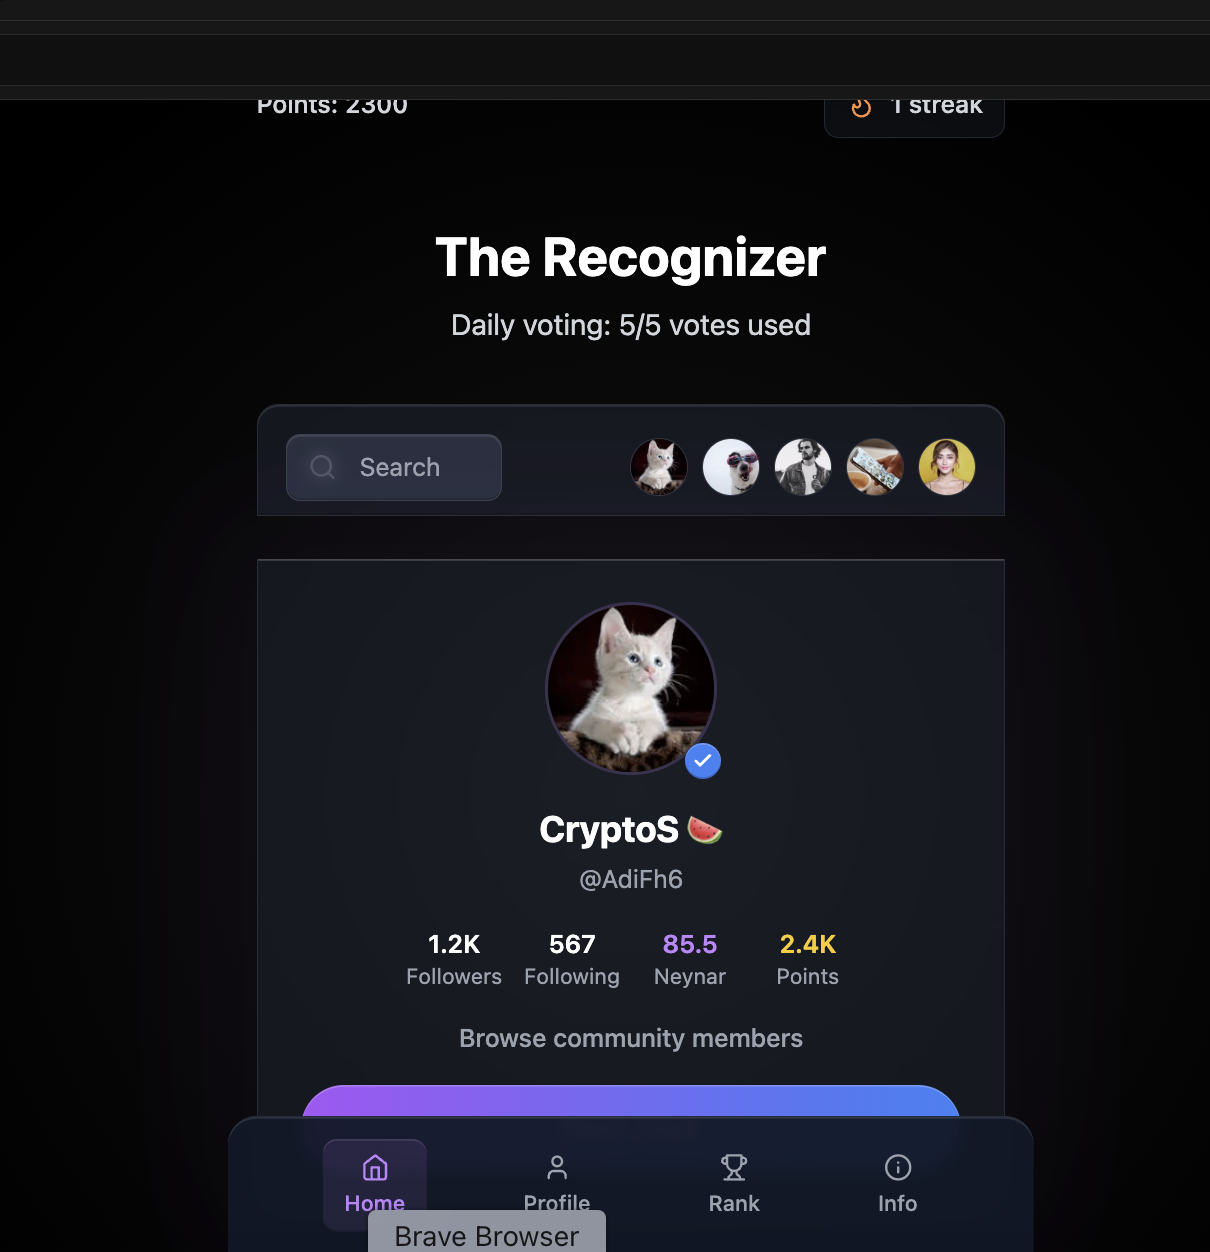 Points: 2300
1 streak
The Recognizer
Daily voting: 5/5 votes used
Search
CryptoS🍉
@AdiFh6
1.2K 567 85.5 2.4K
Followers Following Neynar Points
Browse community members
Home Profile Rank Info
Brave Browser